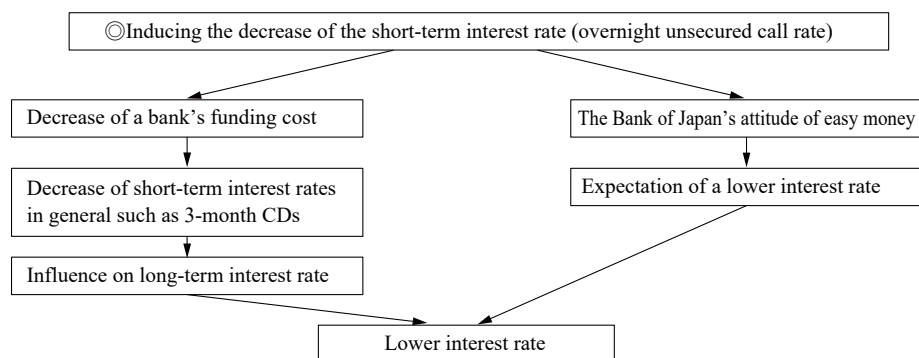 ◎Inducing the decrease of the short-term interest rate (overnight unsecured call rate)
Decrease of a bank’s funding cost
The Bank of Japan’s attitude of easy money
Decrease of short-term interest rates
in general such as 3-month CDs
Expectation of a lower interest rate
Influence on long-term interest rate
Lower interest rate